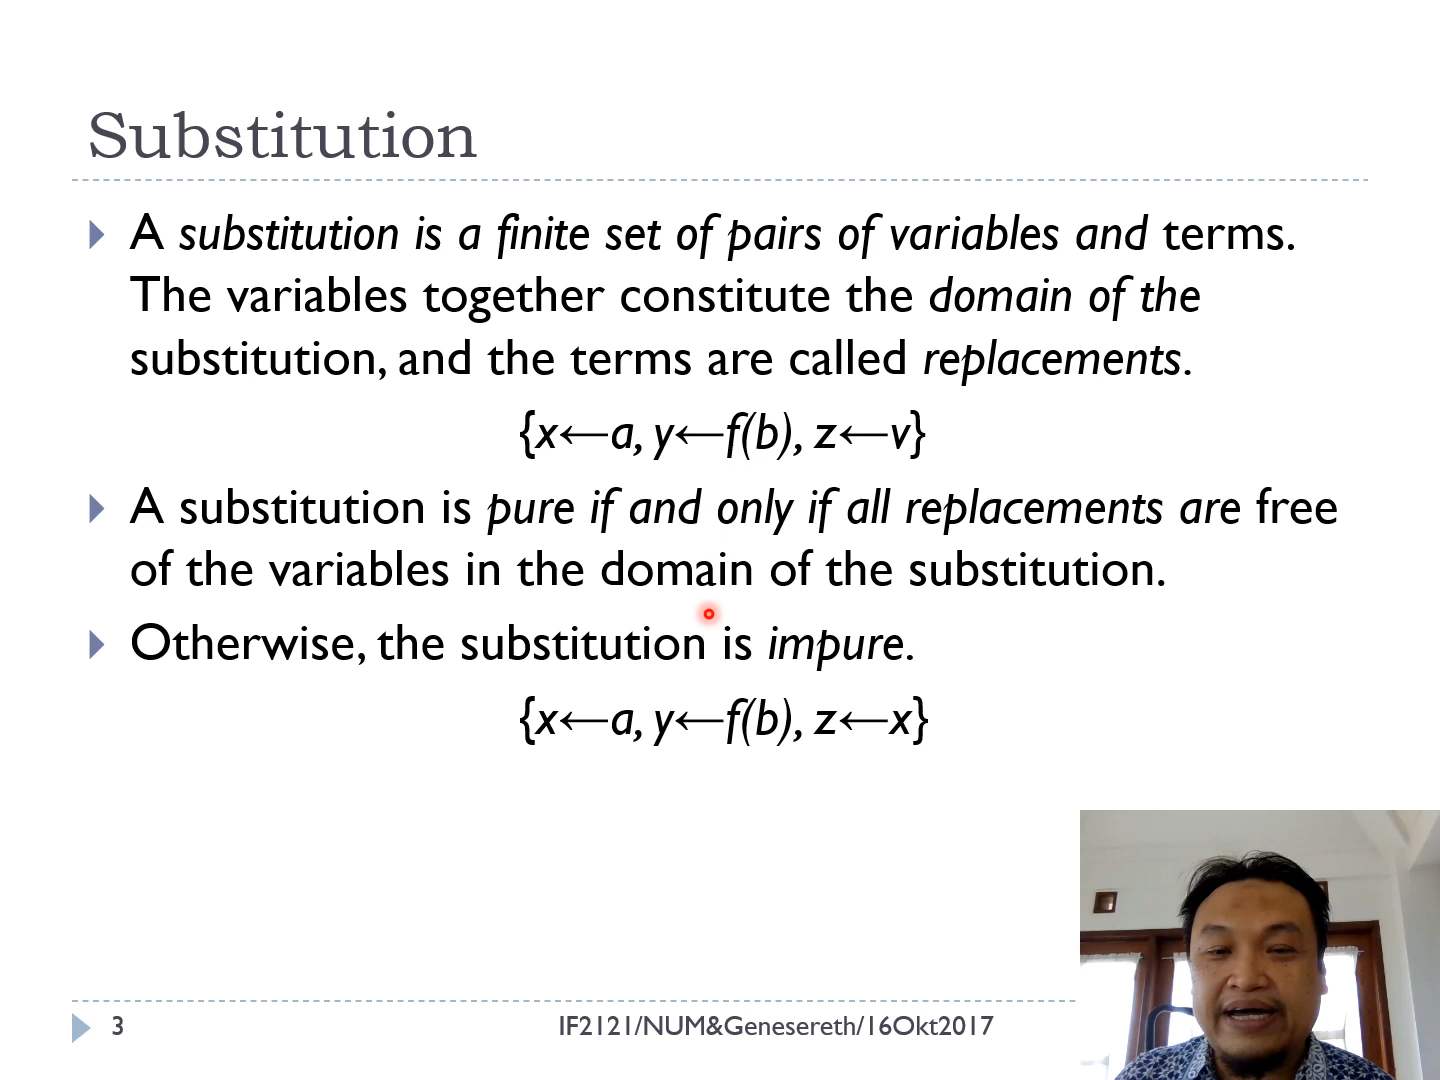 Substitution
A substitution is a finite set of pairs of variables and terms.
The variables together constitute the domain of the
substitution, and the terms are called replacements.
{x←a, y←f(b), z←v}
A substitution is pure if and only if all replacements are free
of the variables in the domain of the substitution.
Otherwise, the substitution is impure.
{x←a, y←f(b), z←x}
3
IF2121/NUM&Genesereth/16Okt2017